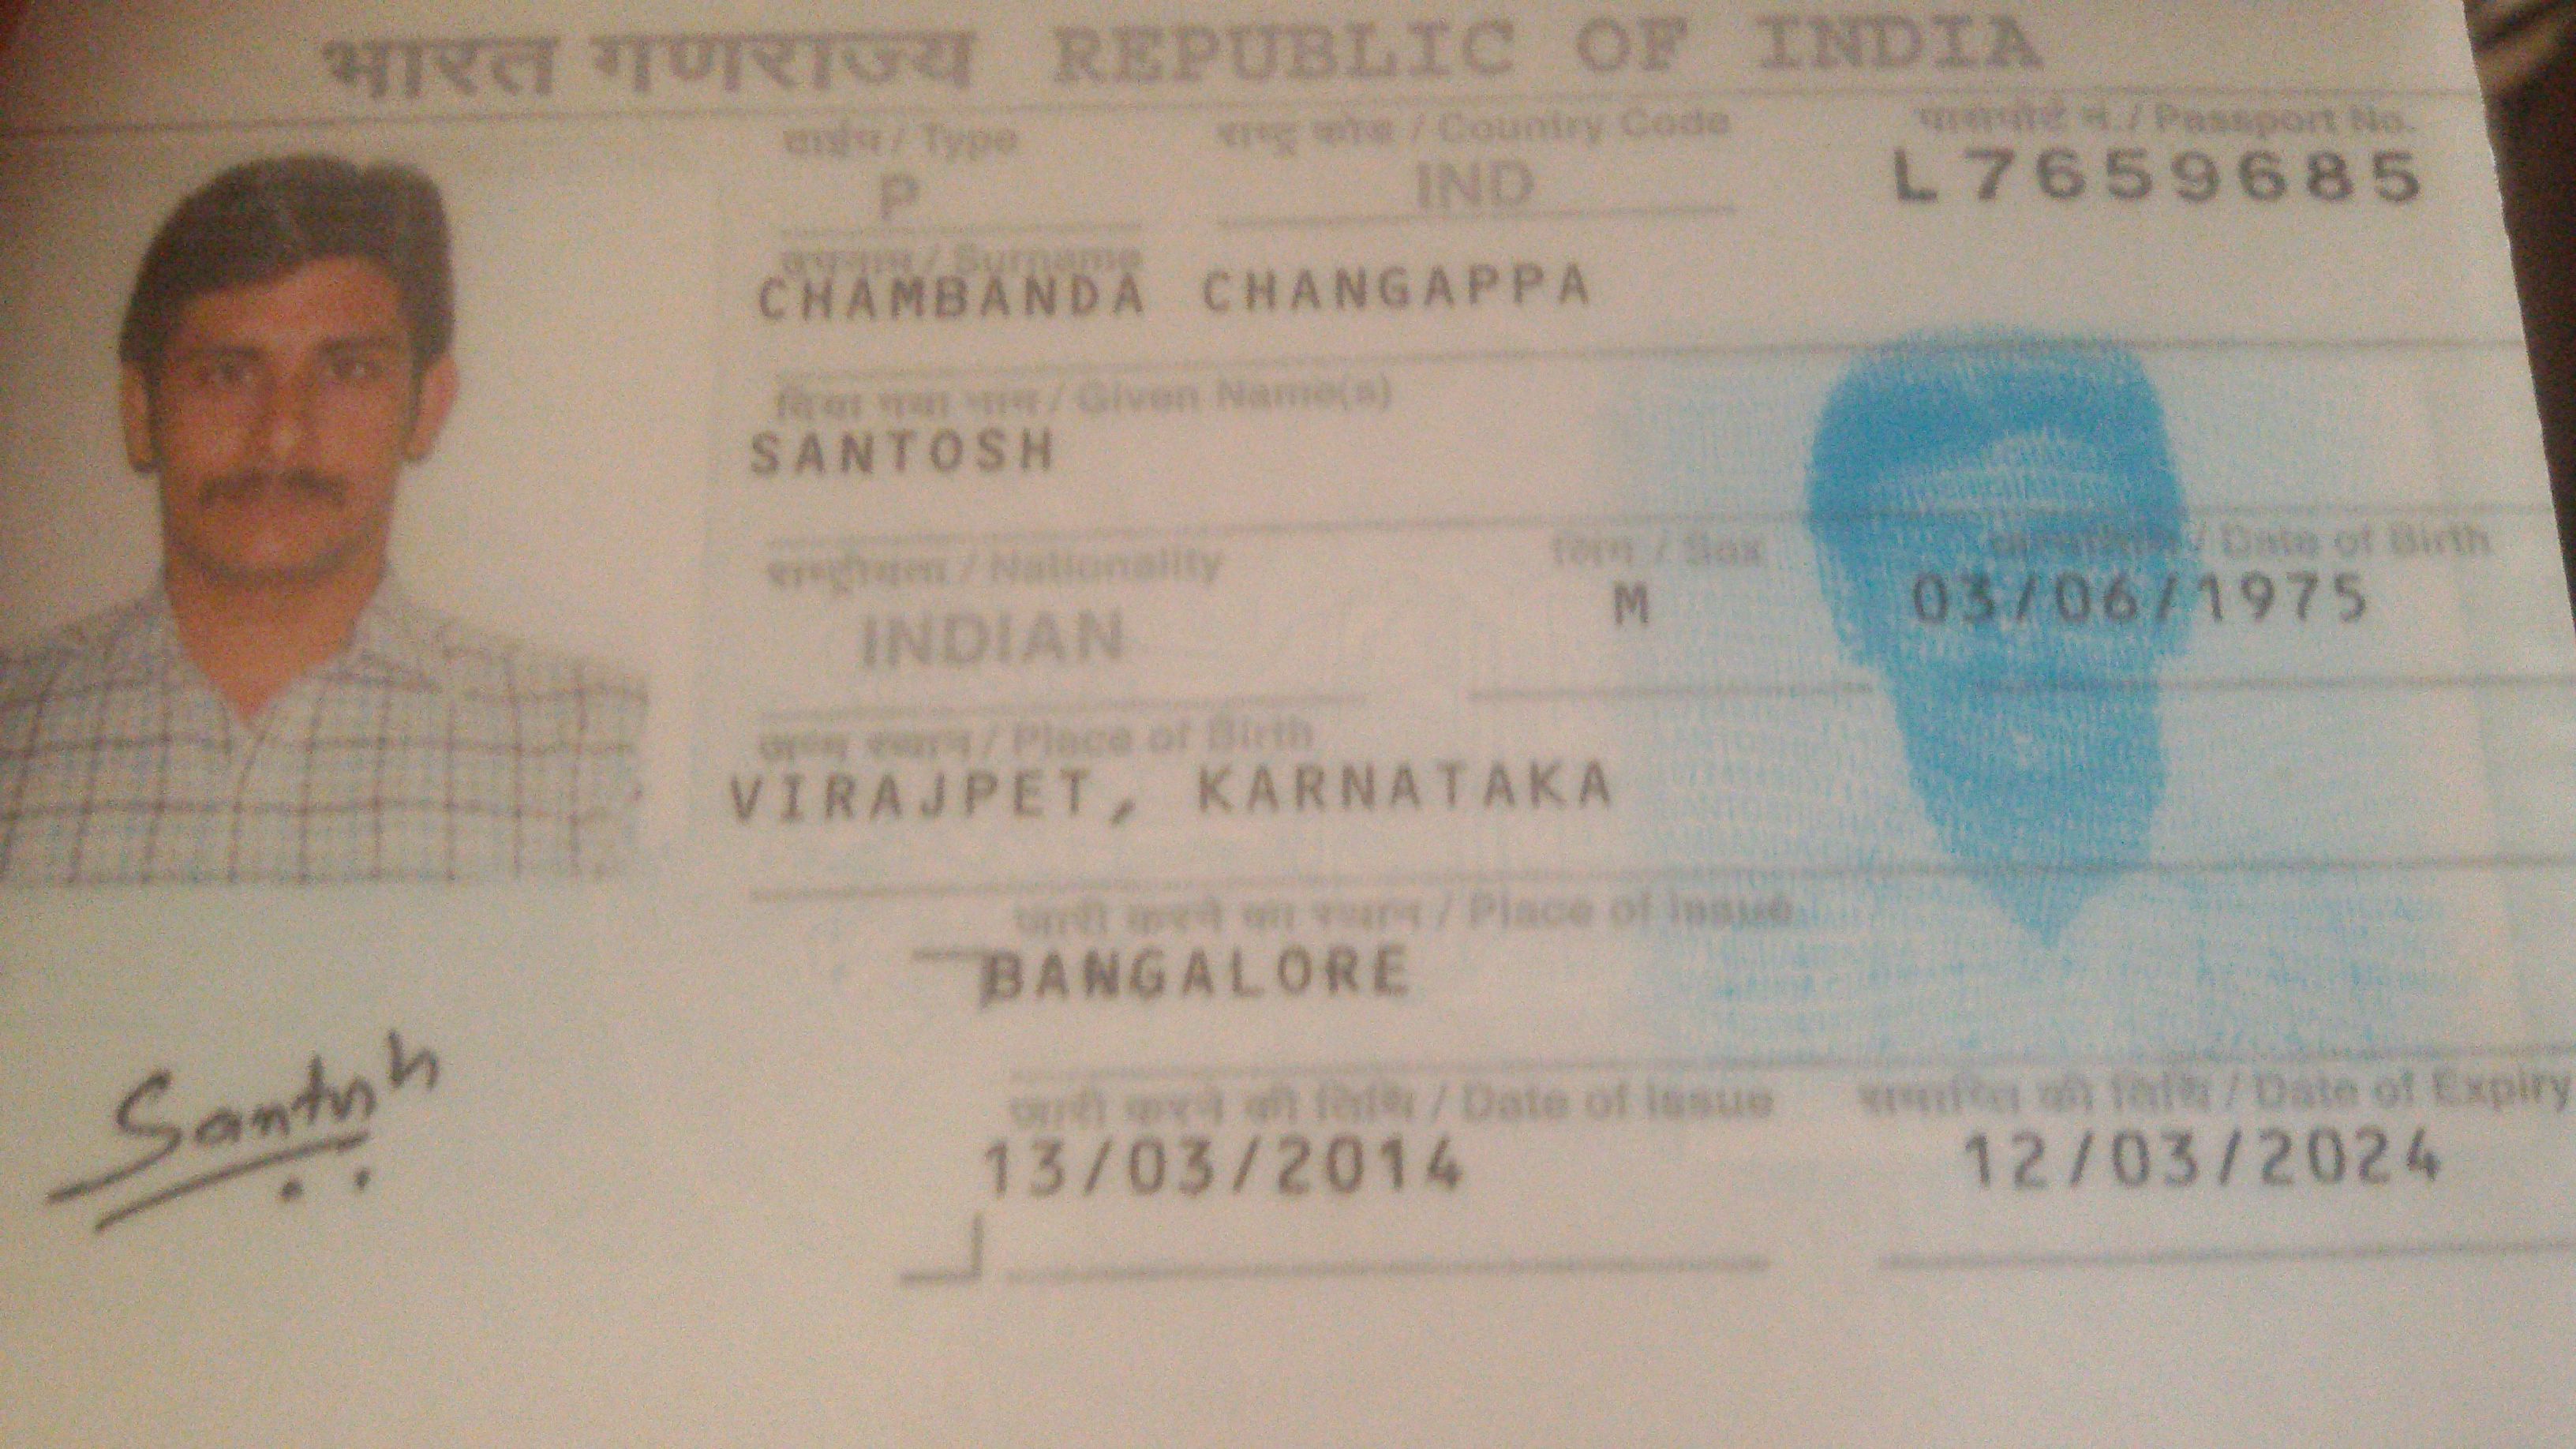 भारत गणराज्य REPUBLIC OF INDIA
टाईप / Type राष्ट्र कोड / Country Code पासपोर्ट नं. / Passport No.
P IND L7659685
उपनाम / Surname
CHAMBANDA CHANGAPPA
दिया गया नाम / Given Name(s)
SANTOSH
राष्ट्रीयता / Nationality लिंग / Sex जन्मतिथि / Date of Birth
INDIAN M 03/06/1975
जन्म स्थान / Place of Birth
VIRAJPET, KARNATAKA
जारी करने का स्थान / Place of Issue
BANGALORE
Santosh
जारी करने की तिथि / Date of Issue समाप्ति की तिथि / Date of Expiry
13/03/2014 12/03/2024